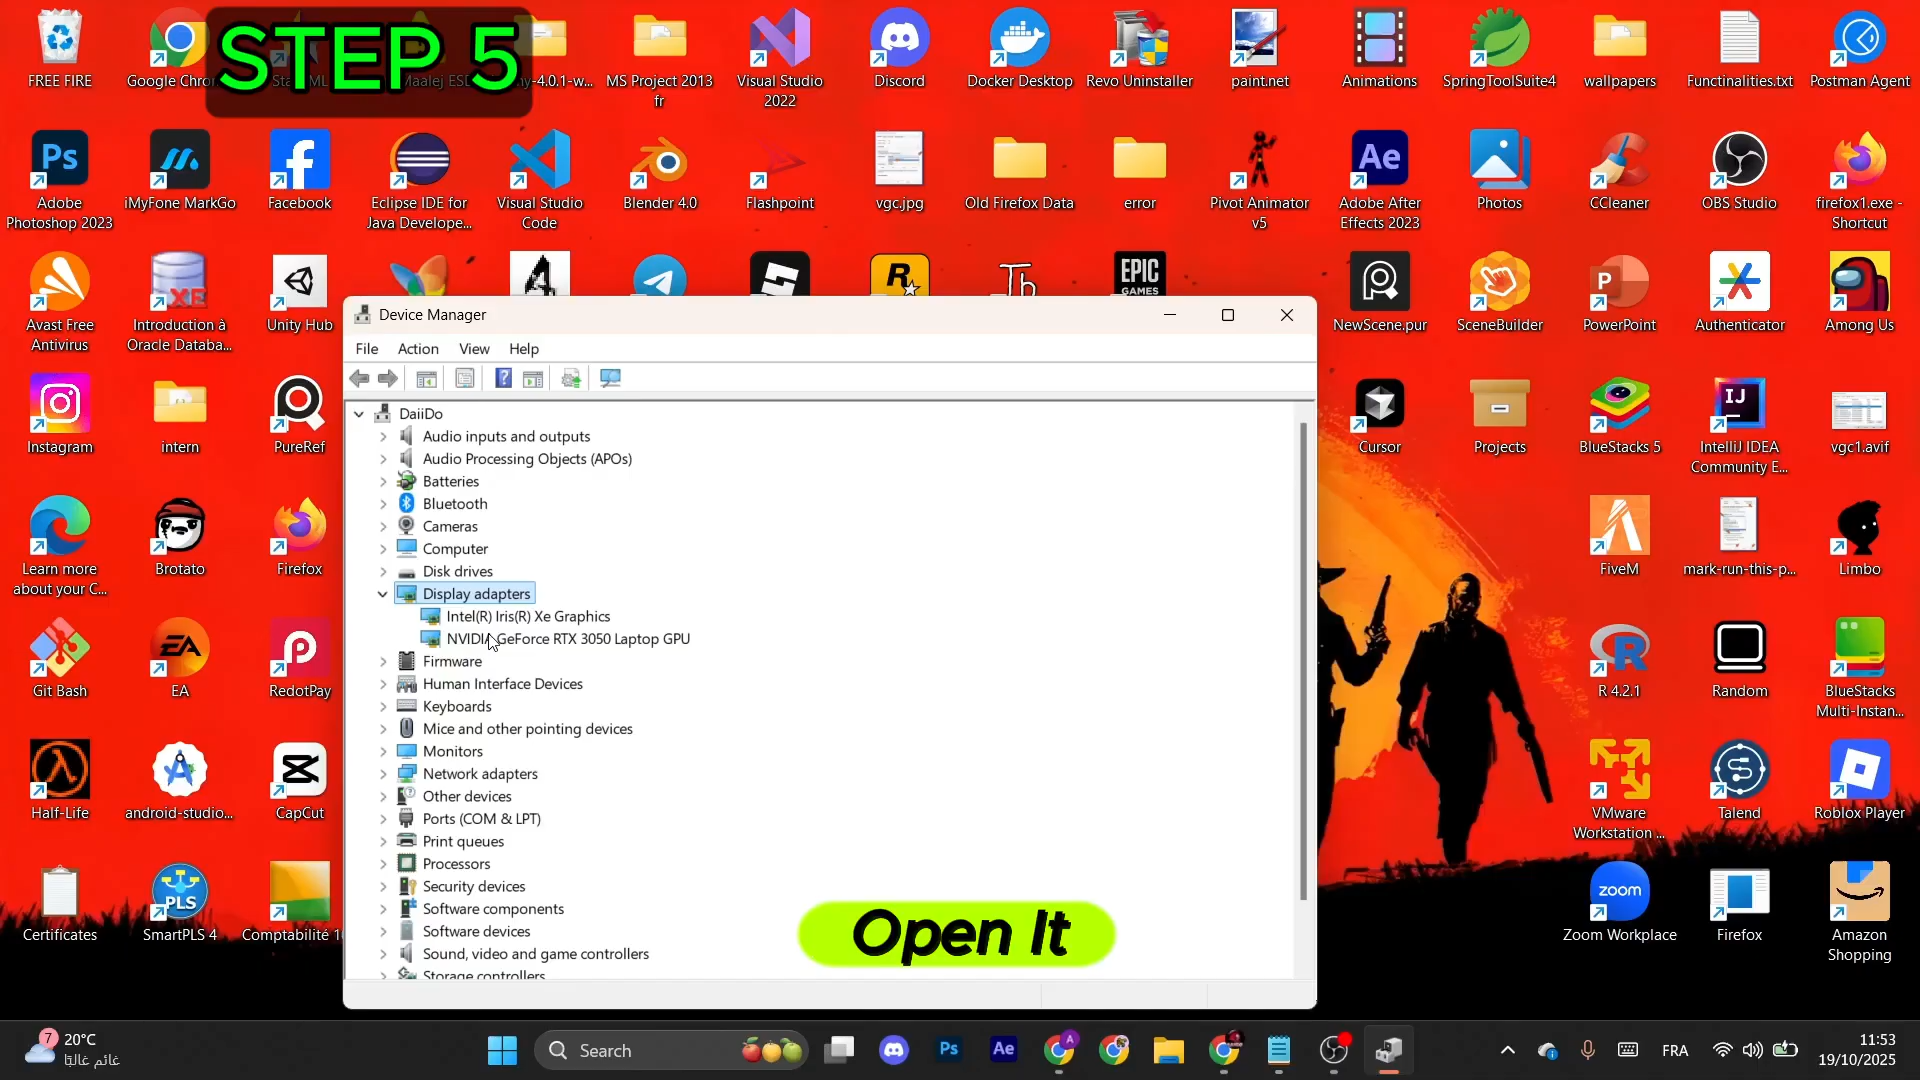 STEP 5
FREE FIRE
Google Chro
ny-4.0.1-w...
MS Project 2013
fr
Visual Studio
2022
Discord
Docker Desktop
Revo Uninstaller
paint.net
Animations
SpringToolSuite4
wallpapers
Functinalities.txt
Postman Agent
Adobe
Photoshop 2023
iMyFone MarkGo
Facebook
Eclipse IDE for
Java Develope...
Visual Studio
Code
Blender 4.0
Flashpoint
vgc.jpg
Old Firefox Data
error
Pivot Animator
v5
Adobe After
Effects 2023
Photos
CCleaner
OBS Studio
firefox1.exe -
Shortcut
Avast Free
Antivirus
Introduction à
Oracle Databa...
Unity Hub
EPIC
GAMES
NewScene.pur
SceneBuilder
PowerPoint
Authenticator
Among Us
Device Manager
File Action View Help
DaiiDo
Audio inputs and outputs
Audio Processing Objects (APOs)
Batteries
Bluetooth
Cameras
Computer
Disk drives
Display adapters
Intel(R) Iris(R) Xe Graphics
NVIDIA GeForce RTX 3050 Laptop GPU
Firmware
Human Interface Devices
Keyboards
Mice and other pointing devices
Monitors
Network adapters
Other devices
Ports (COM & LPT)
Print queues
Processors
Security devices
Software components
Software devices
Sound, video and game controllers
Storage controllers
Open It
Instagram
intern
PureRef
Cursor
Projects
BlueStacks 5
IntelliJ IDEA
Community E...
vgc1.avif
Learn more
about your C...
Brotato
Firefox
FiveM
mark-run-this-p...
Limbo
Git Bash
EA
RedotPay
R 4.2.1
Random
BlueStacks
Multi-Instan...
Half-Life
android-studio...
CapCut
VMware
Workstation ...
Talend
Roblox Player
Certificates
SmartPLS 4
Comptabilité 1
Zoom Workplace
Firefox
Amazon
Shopping
7
20°C
غائم غالبًا
Search
FRA
11:53
19/10/2025